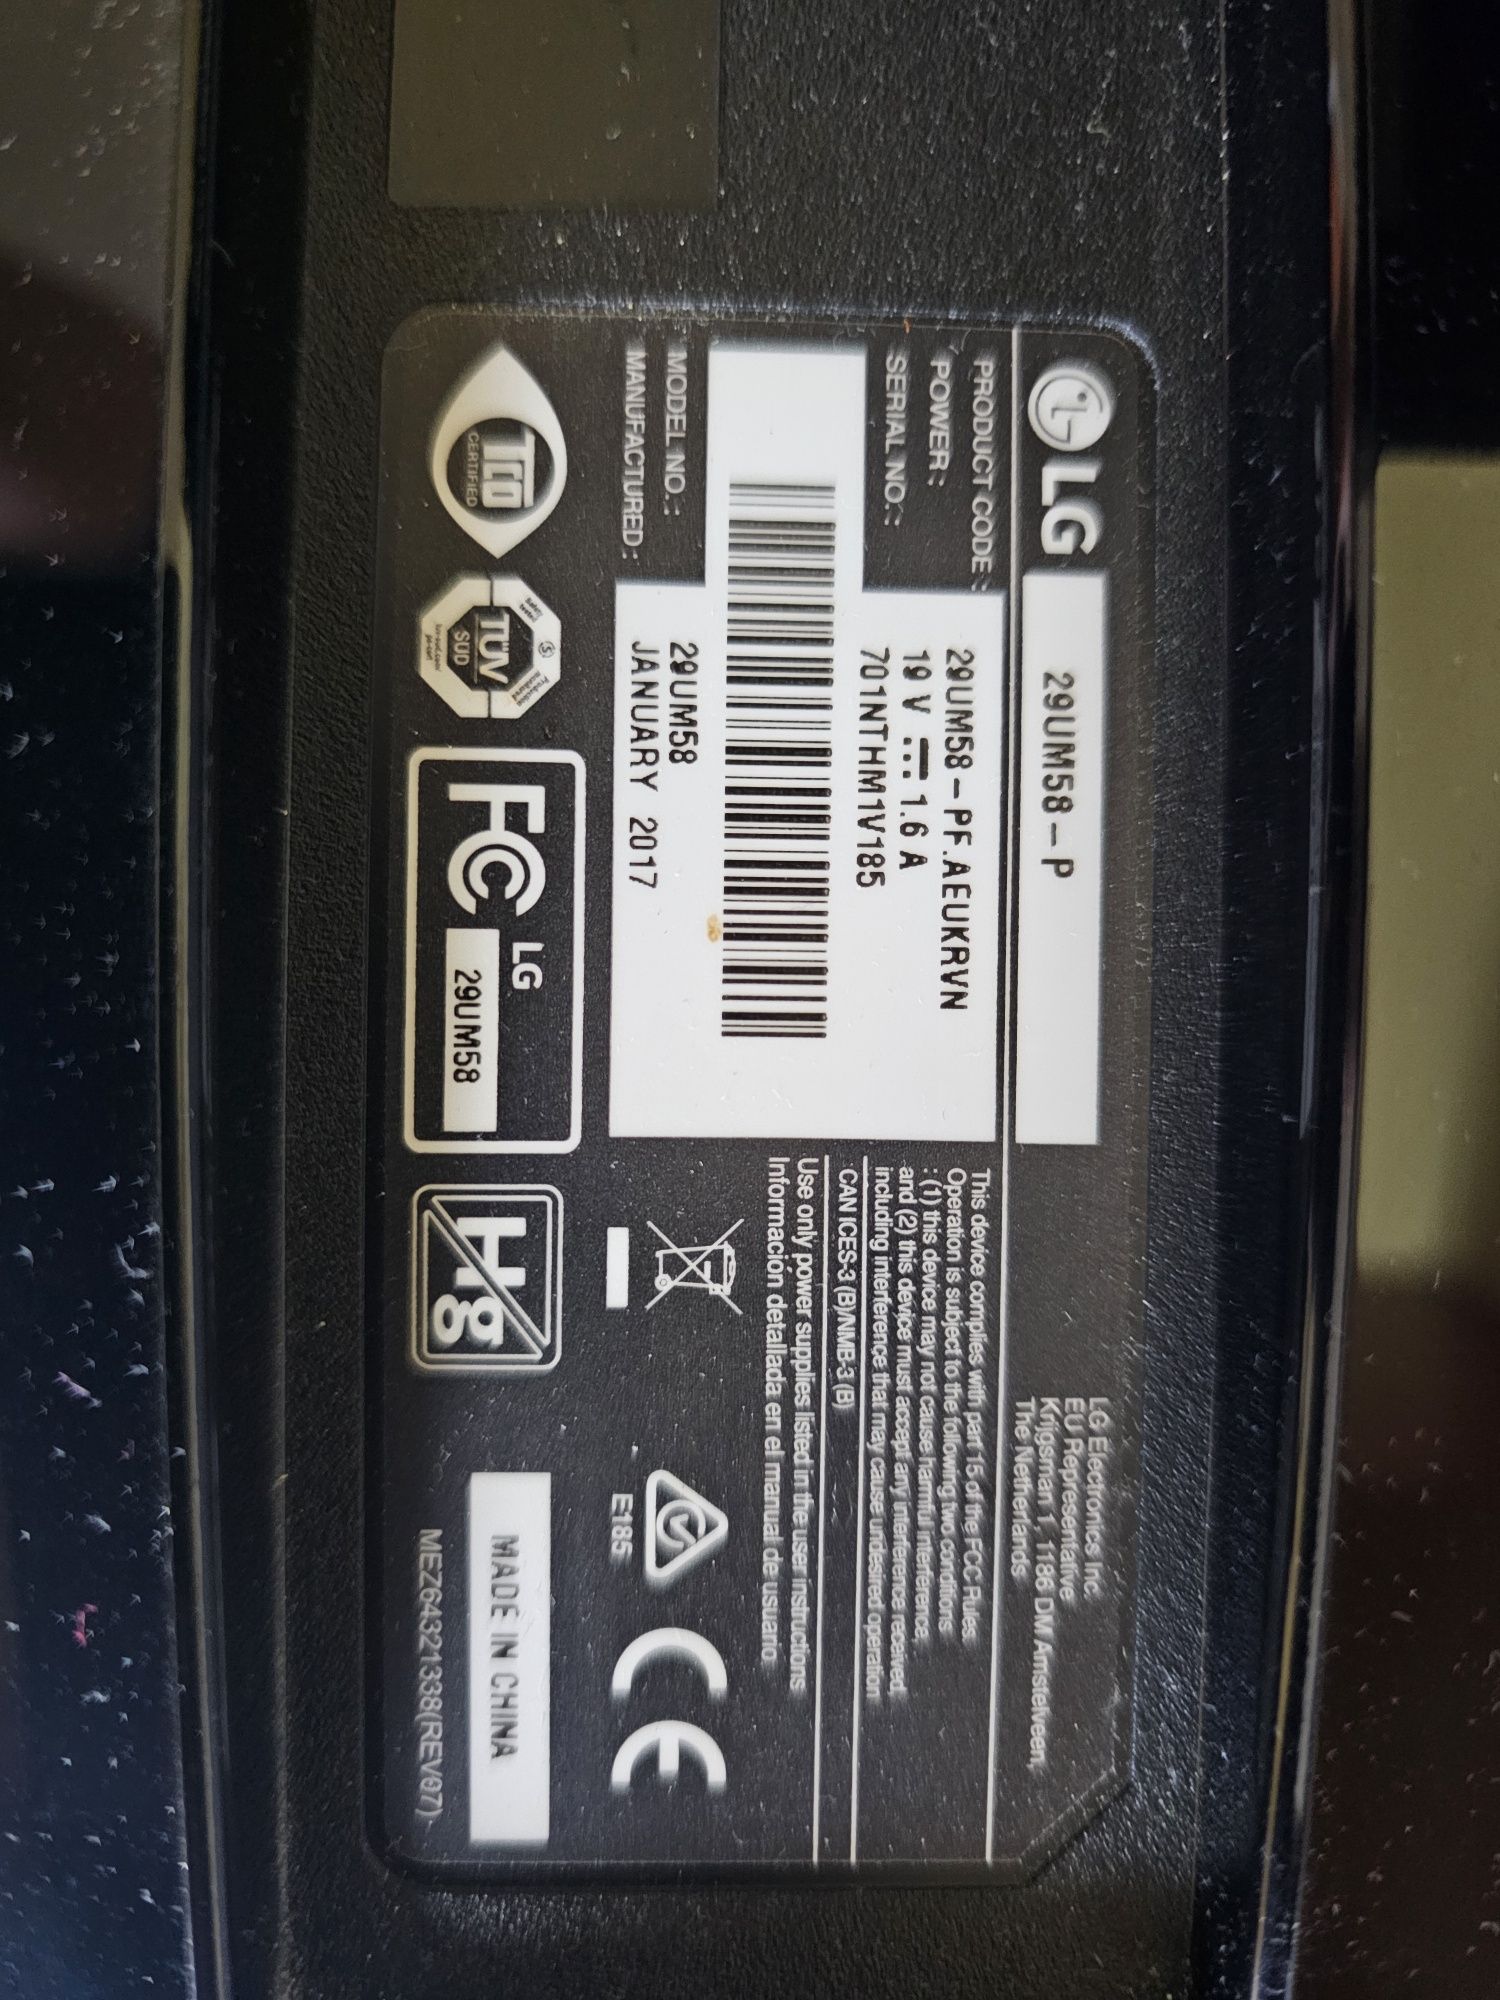 LG 29UM58-P
LG Electronics Inc.
EU Representative
Krijgsman 1, 1186 DM Amstelveen,
The Netherlands
PRODUCT CODE : 29UM58-PF.AEUKRVN
POWER : 19 V 1.6 A
SERIAL NO. : 701NTHM1V185
MODEL NO. : 29UM58
MANUFACTURED : JANUARY 2017
This device complies with part 15 of the FCC Rules
Operation is subject to the following two conditions
: (1) this device may not cause harmful interference,
and (2) this device must accept any interference received
including interference that may cause undesired operation
CAN ICES-3 (B)/NMB-3 (B)
Use only power supplies listed in the user instructions
Información detallada en el manual de usuario
E185
CE
TCO
CERTIFIED
TÜV
SÜD
FC LG
29UM58
Hg
MADE IN CHINA
MEZ64321338(REV07)